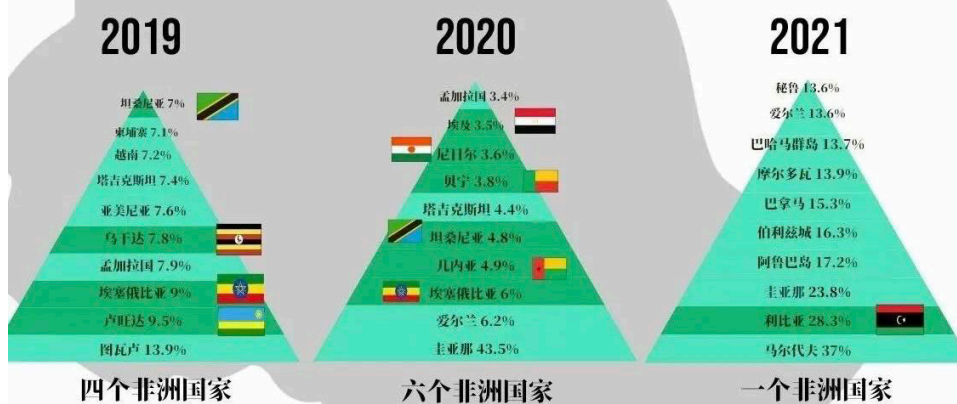 2019
坦桑尼亚 7%
柬埔寨 7.1%
越南 7.2%
塔吉克斯坦 7.4%
亚美尼亚 7.6%
乌干达 7.8%
孟加拉国 7.9%
埃塞俄比亚 9%
卢旺达 9.5%
图瓦卢 13.9%
四个非洲国家
2020
孟加拉国 3.4%
埃及 3.5%
尼日尔 3.6%
贝宁 3.8%
塔吉克斯坦 4.4%
坦桑尼亚 4.8%
几内亚 4.9%
埃塞俄比亚 6%
爱尔兰 6.2%
圭亚那 43.5%
六个非洲国家
2021
秘鲁 13.6%
爱尔兰 13.6%
巴哈马群岛 13.7%
摩尔多瓦 13.9%
巴拿马 15.3%
伯利兹城 16.3%
阿鲁巴岛 17.2%
圭亚那 23.8%
利比亚 28.3%
马尔代夫 37%
一个非洲国家